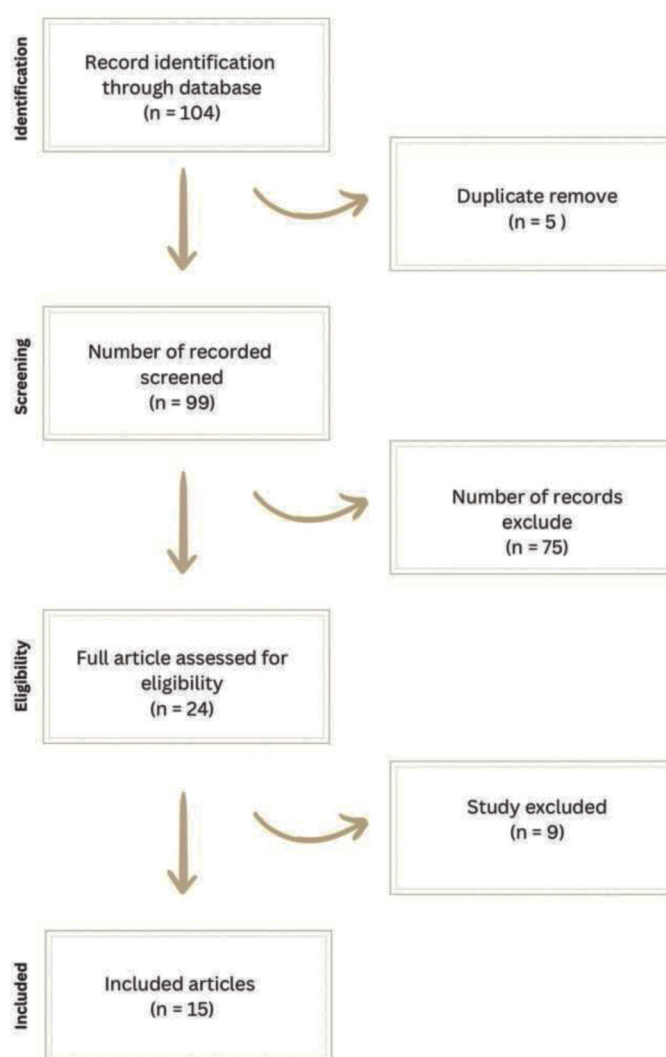 Identification
Record identification
through database
(n = 104)
Duplicate remove
(n = 5 )
Screening
Number of recorded
screened
(n = 99)
Number of records
exclude
(n = 75)
Eligibility
Full article assessed for
eligibility
(n = 24)
Study excluded
(n = 9)
Included
Included articles
(n = 15)